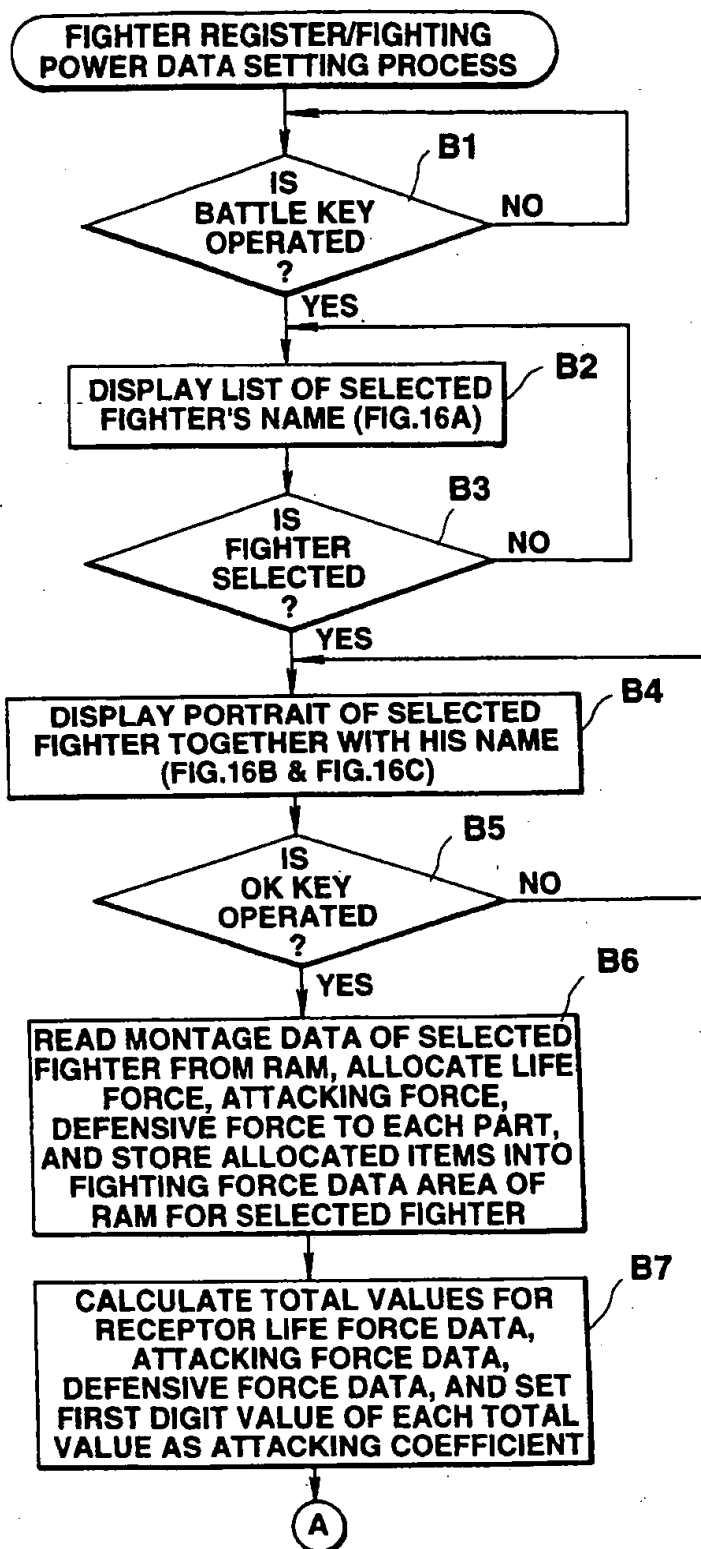 FIGHTER REGISTER/FIGHTING
POWER DATA SETTING PROCESS
B1
IS
BATTLE KEY
OPERATED
?
NO
YES
B2
DISPLAY LIST OF SELECTED
FIGHTER'S NAME (FIG.16A)
B3
IS
FIGHTER
SELECTED
?
NO
YES
B4
DISPLAY PORTRAIT OF SELECTED
FIGHTER TOGETHER WITH HIS NAME
(FIG.16B & FIG.16C)
B5
IS
OK KEY
OPERATED
?
NO
YES
B6
READ MONTAGE DATA OF SELECTED
FIGHTER FROM RAM, ALLOCATE LIFE
FORCE, ATTACKING FORCE,
DEFENSIVE FORCE TO EACH PART,
AND STORE ALLOCATED ITEMS INTO
FIGHTING FORCE DATA AREA OF
RAM FOR SELECTED FIGHTER
B7
CALCULATE TOTAL VALUES FOR
RECEPTOR LIFE FORCE DATA,
ATTACKING FORCE DATA,
DEFENSIVE FORCE DATA, AND SET
FIRST DIGIT VALUE OF EACH TOTAL
VALUE AS ATTACKING COEFFICIENT
A